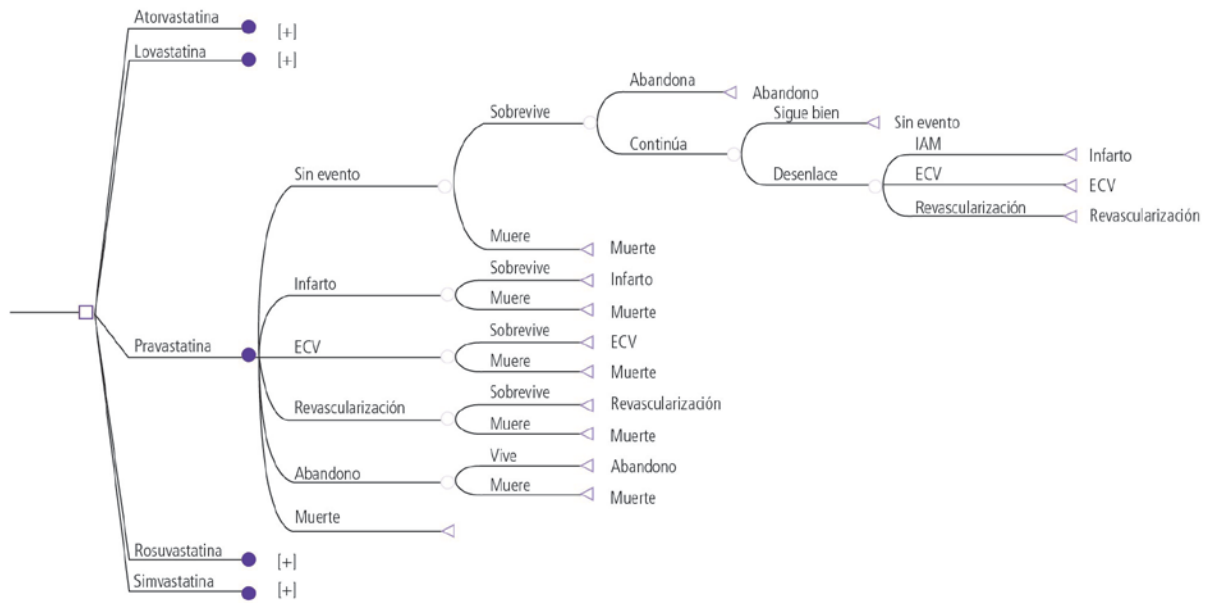 Atorvastatina
[+]
Lovastatina
[+]
Abandona
Abandono
Sobrevive
Sigue bien
Sin evento
Continúa
IAM
Infarto
Sin evento
Desenlace
ECV
ECV
Revascularización
Revascularización
Muere
Muerte
Infarto
Sobrevive
Infarto
Muere
Muerte
Pravastatina
ECV
Sobrevive
ECV
Muere
Muerte
Revascularización
Sobrevive
Revascularización
Muere
Muerte
Abandono
Vive
Abandono
Muere
Muerte
Muerte
Rosuvastatina
[+]
Simvastatina
[+]